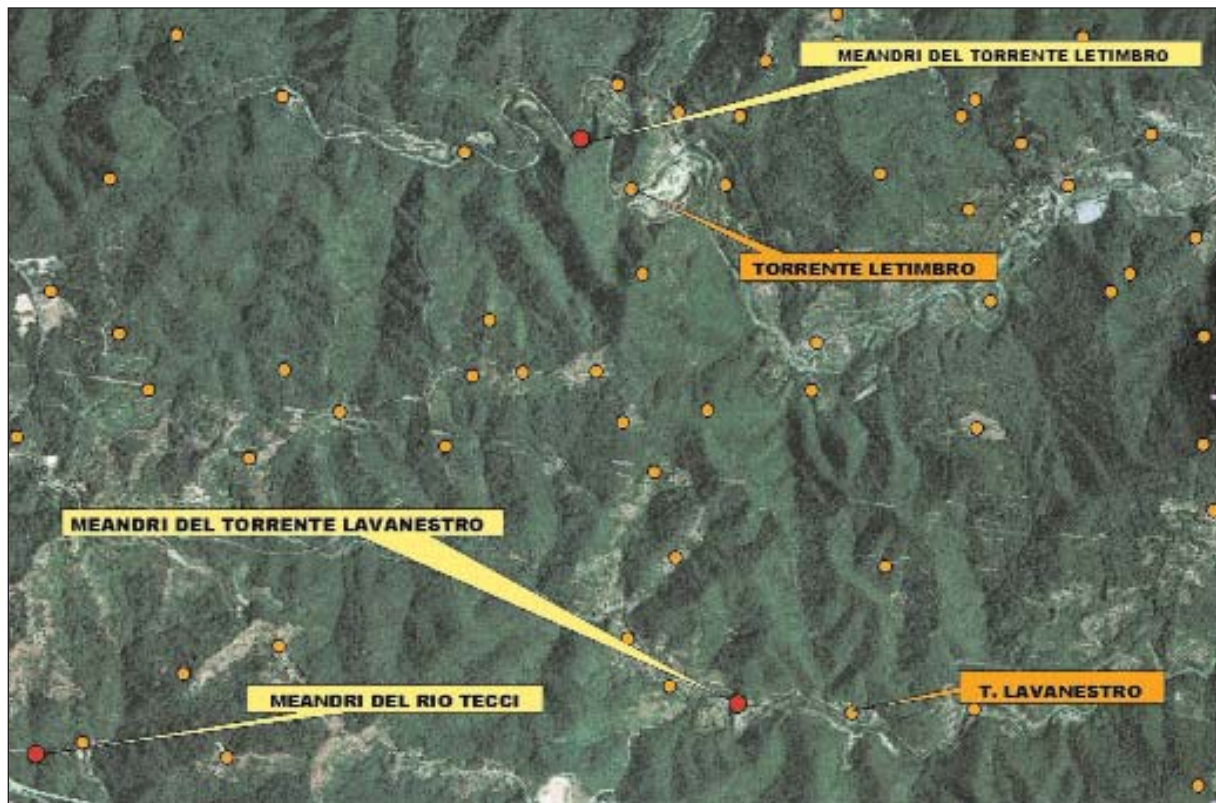 MEANDRI DEL TORRENTE LETIMBRO
TORRENTE LETIMBRO
MEANDRI DEL TORRENTE LAVANESTRO
T. LAVANESTRO
MEANDRI DEL RIO TECCI